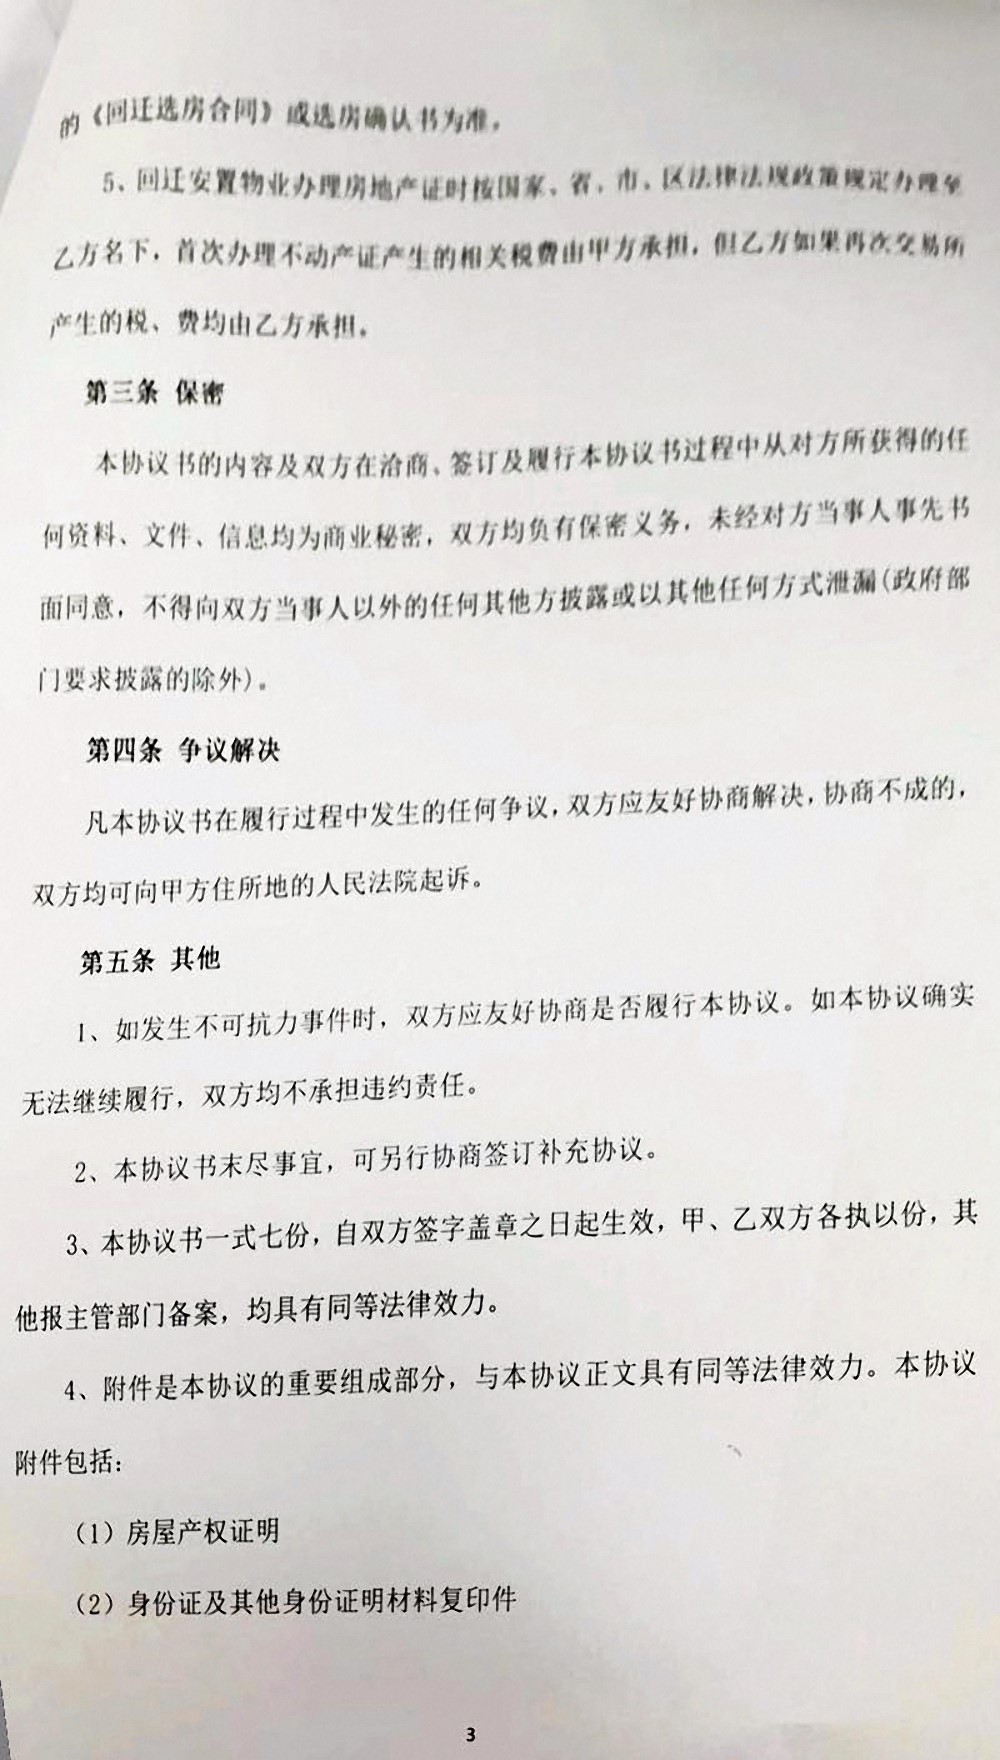 的《回迁选房合同》或选房确认书为准。
5、回迁安置物业办理房地产证时按国家、省、市、区法律法规政策规定办理至
乙方名下，首次办理不动产证产生的相关税费由甲方承担，但乙方如果再次交易所
产生的税、费均由乙方承担。
第三条 保密
本协议书的内容及双方在洽商、签订及履行本协议书过程中从对方所获得的任
何资料、文件、信息均为商业秘密，双方均负有保密义务，未经对方当事人事先书
面同意，不得向双方当事人以外的任何其他方披露或以其他任何方式泄漏(政府部
门要求披露的除外)。
第四条 争议解决
凡本协议书在履行过程中发生的任何争议，双方应友好协商解决，协商不成的，
双方均可向甲方住所地的人民法院起诉。
第五条 其他
1、如发生不可抗力事件时，双方应友好协商是否履行本协议。如本协议确实
无法继续履行，双方均不承担违约责任。
2、本协议书末尽事宜，可另行协商签订补充协议。
3、本协议书一式七份，自双方签字盖章之日起生效，甲、乙双方各执以份，其
他报主管部门备案，均具有同等法律效力。
4、附件是本协议的重要组成部分，与本协议正文具有同等法律效力。本协议
附件包括：
（1）房屋产权证明
（2）身份证及其他身份证明材料复印件
3